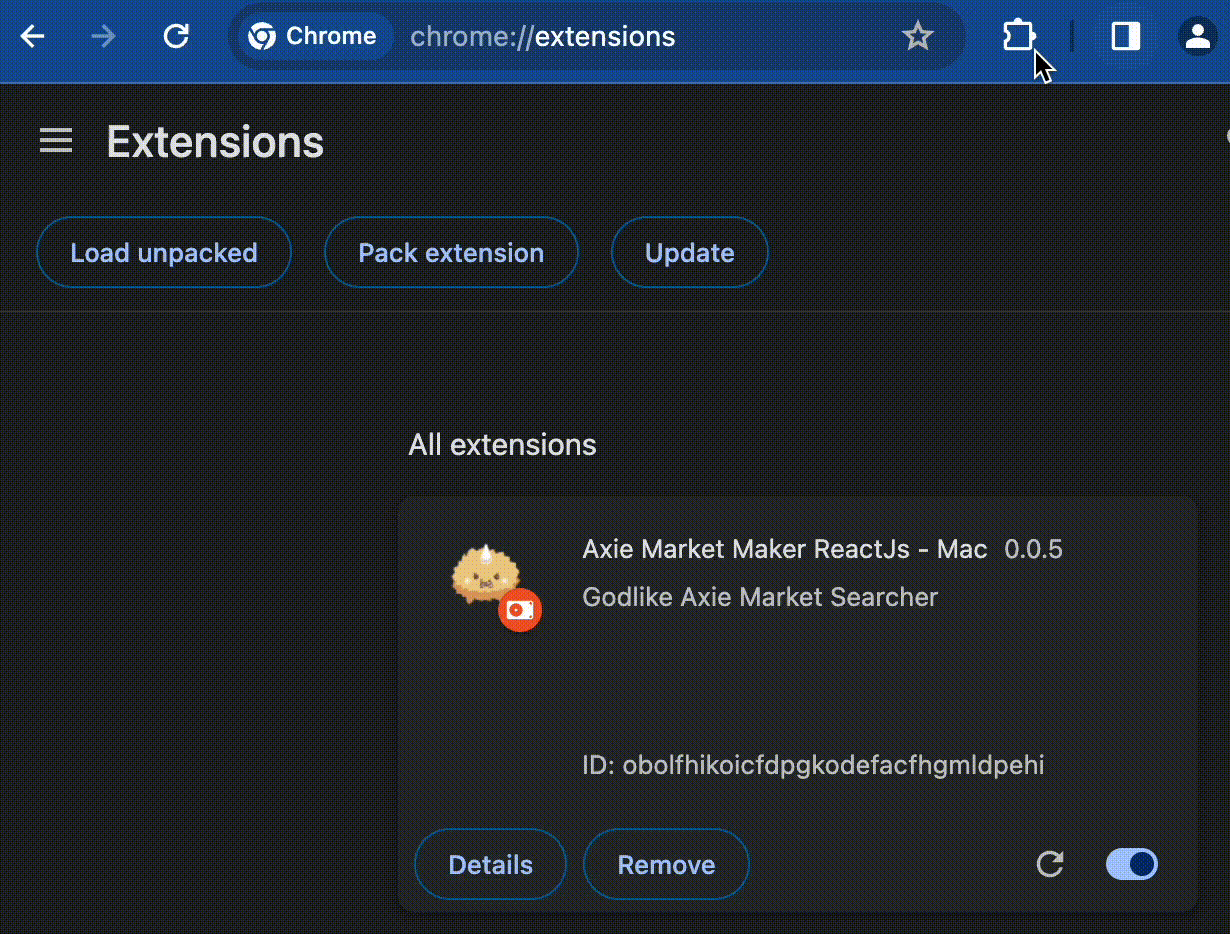 Chrome chrome://extensions
Extensions
Load unpacked Pack extension Update
All extensions
Axie Market Maker ReactJs - Mac 0.0.5
Godlike Axie Market Searcher
ID: obolfhikoicfdpgkodefacfhgmldpehi
Details Remove